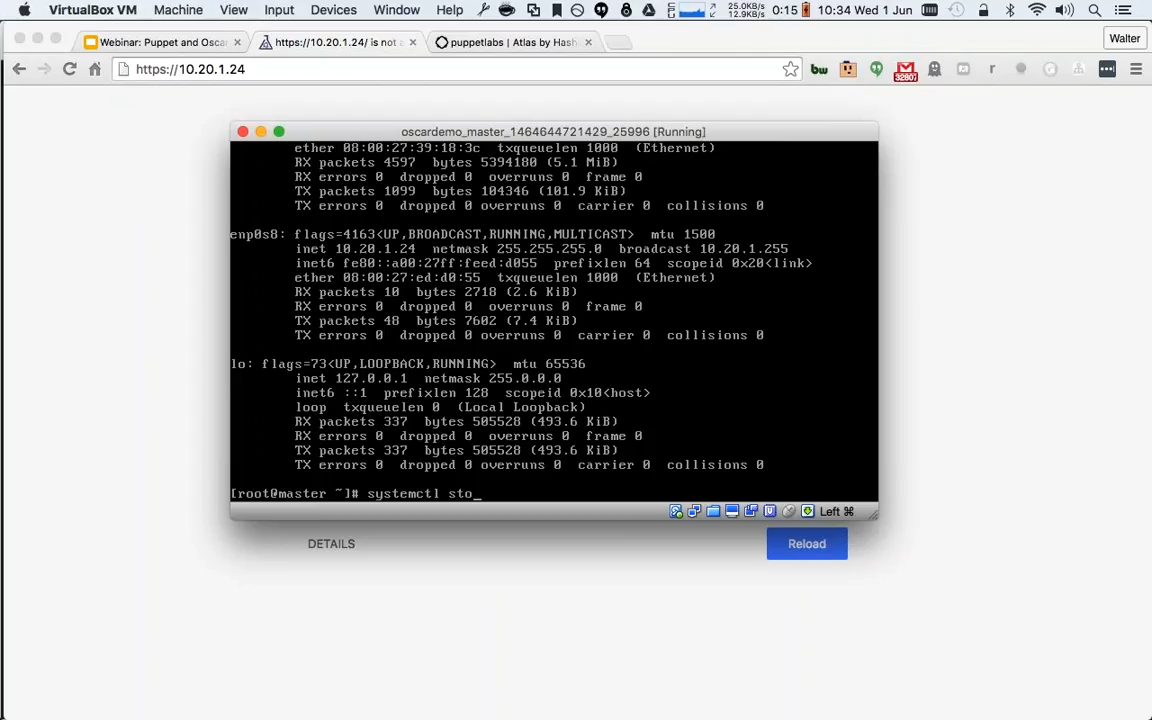 VirtualBox VM Machine View Input Devices Window Help 25.0KB/s 12.9KB/s 0:15 10:34 Wed 1 Jun
Webinar: Puppet and Osca
https://10.20.1.24/ is not a
puppetlabs | Atlas by Hash
Walter
https://10.20.1.24
32807
r
oscardemo_master_1464644721429_25996 [Running]
ether 08:00:27:39:18:3c txqueuelen 1000 (Ethernet)
RX packets 4597 bytes 5394180 (5.1 MiB)
RX errors 0 dropped 0 overruns 0 frame 0
TX packets 1099 bytes 104346 (101.9 KiB)
TX errors 0 dropped 0 overruns 0 carrier 0 collisions 0
enp0s8: flags=4163<UP,BROADCAST,RUNNING,MULTICAST> mtu 1500
inet 10.20.1.24 netmask 255.255.255.0 broadcast 10.20.1.255
inet6 fe80::a00:27ff:feed:d055 prefixlen 64 scopeid 0x20<link>
ether 08:00:27:ed:d0:55 txqueuelen 1000 (Ethernet)
RX packets 10 bytes 2718 (2.6 KiB)
RX errors 0 dropped 0 overruns 0 frame 0
TX packets 48 bytes 7602 (7.4 KiB)
TX errors 0 dropped 0 overruns 0 carrier 0 collisions 0
lo: flags=73<UP,LOOPBACK,RUNNING> mtu 65536
inet 127.0.0.1 netmask 255.0.0.0
inet6 ::1 prefixlen 128 scopeid 0x10<host>
loop txqueuelen 0 (Local Loopback)
RX packets 337 bytes 505528 (493.6 KiB)
RX errors 0 dropped 0 overruns 0 frame 0
TX packets 337 bytes 505528 (493.6 KiB)
TX errors 0 dropped 0 overruns 0 carrier 0 collisions 0
[root@master ~]# systemctl sto_
Left ⌘
DETAILS
Reload